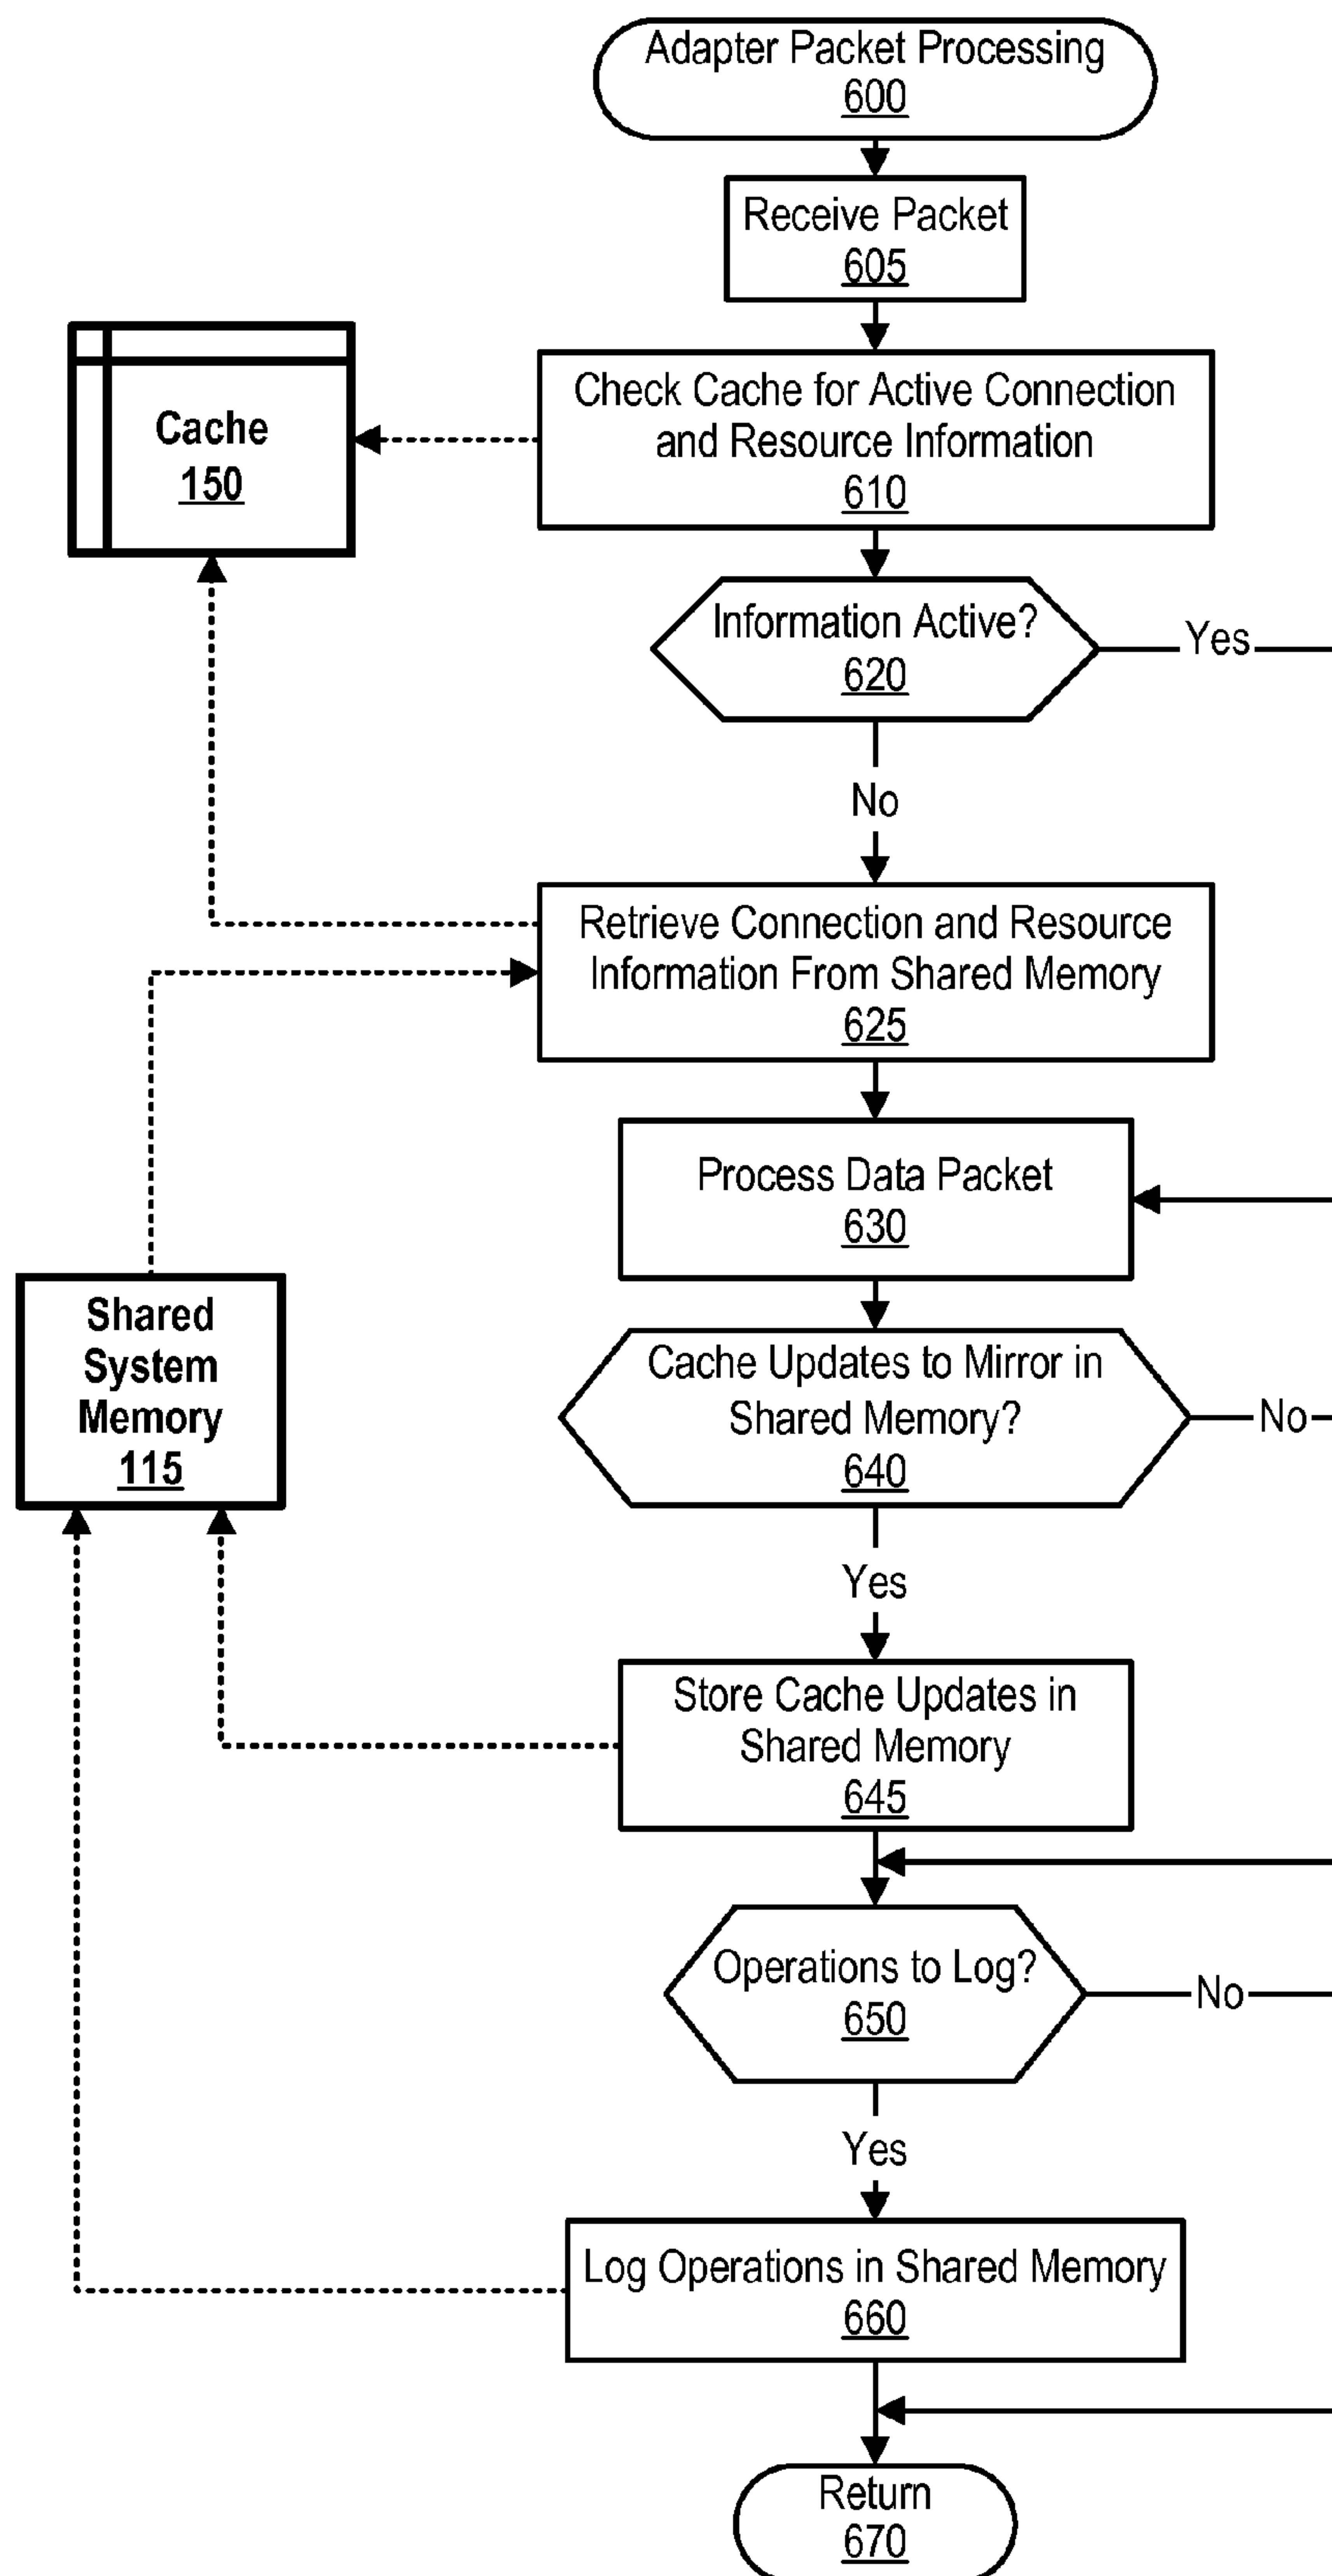 Adapter Packet Processing
600
Receive Packet
605
Check Cache for Active Connection
and Resource Information
610
Cache
150
Information Active?
620
Yes
No
Retrieve Connection and Resource
Information From Shared Memory
625
Process Data Packet
630
Shared
System
Memory
115
Cache Updates to Mirror in
Shared Memory?
640
No
Yes
Store Cache Updates in
Shared Memory
645
Operations to Log?
650
No
Yes
Log Operations in Shared Memory
660
Return
670